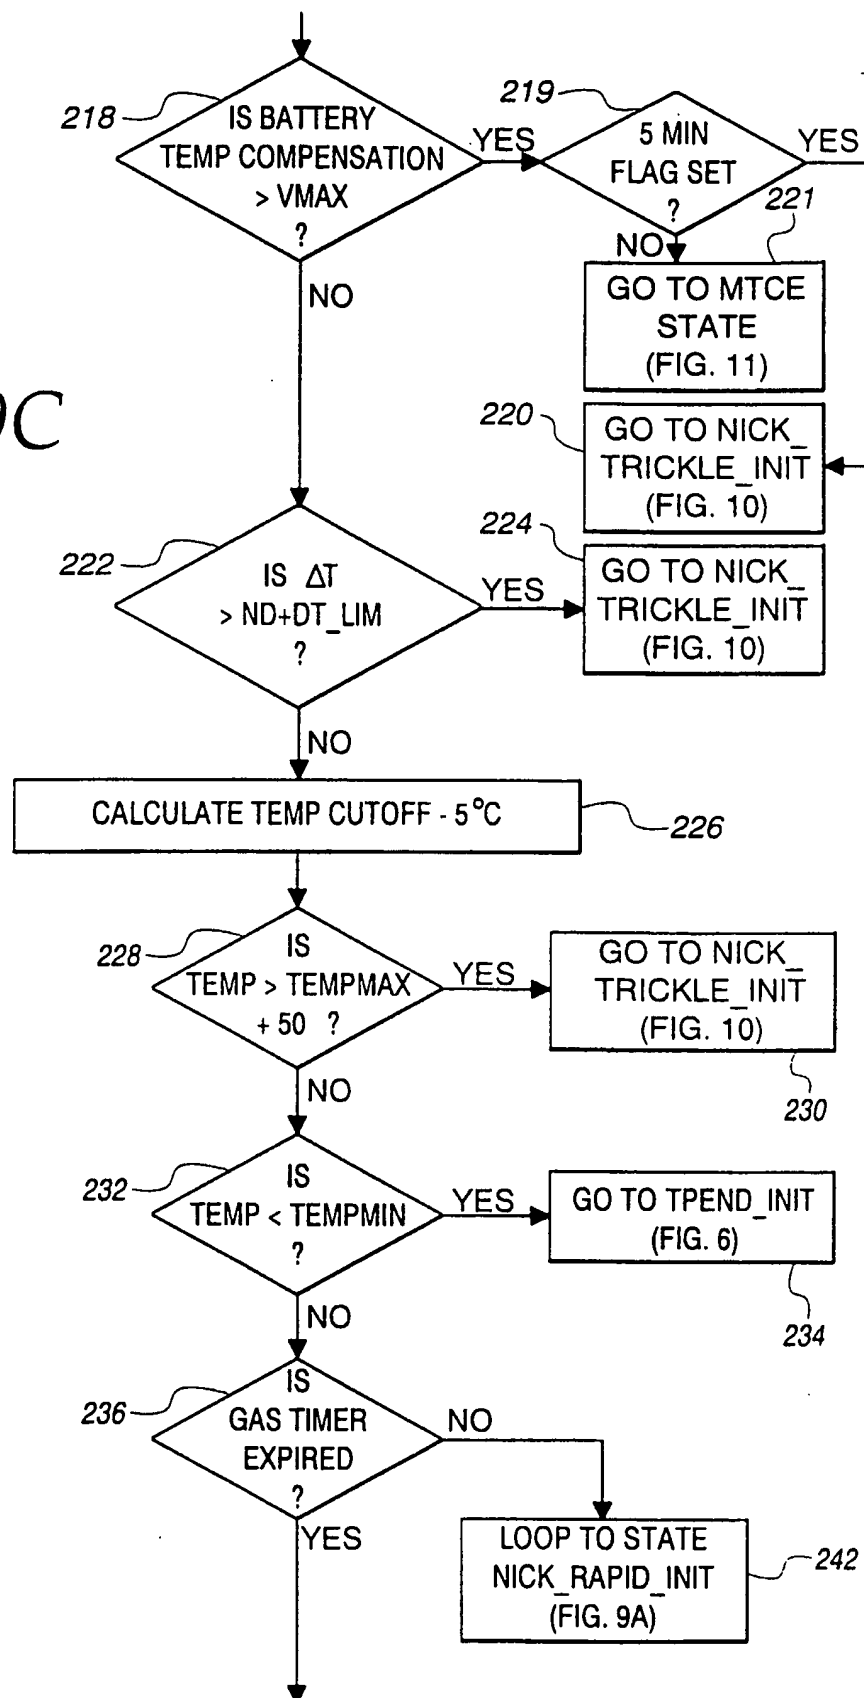 218
IS BATTERY
TEMP COMPENSATION
> VMAX
?
YES
219
5 MIN
FLAG SET
?
YES
NO
221
GO TO MTCE
STATE
(FIG. 11)
NO
9C
220
GO TO NICK_
TRICKLE_INIT
(FIG. 10)
222
IS ΔT
> ND+DT_LIM
?
YES
224
GO TO NICK_
TRICKLE_INIT
(FIG. 10)
NO
CALCULATE TEMP CUTOFF - 5°C
226
228
IS
TEMP > TEMPMAX
+ 50 ?
YES
GO TO NICK_
TRICKLE_INIT
(FIG. 10)
230
NO
232
IS
TEMP < TEMPMIN
?
YES
GO TO TPEND_INIT
(FIG. 6)
234
NO
236
IS
GAS TIMER
EXPIRED
?
NO
YES
LOOP TO STATE
NICK_RAPID_INIT
(FIG. 9A)
242